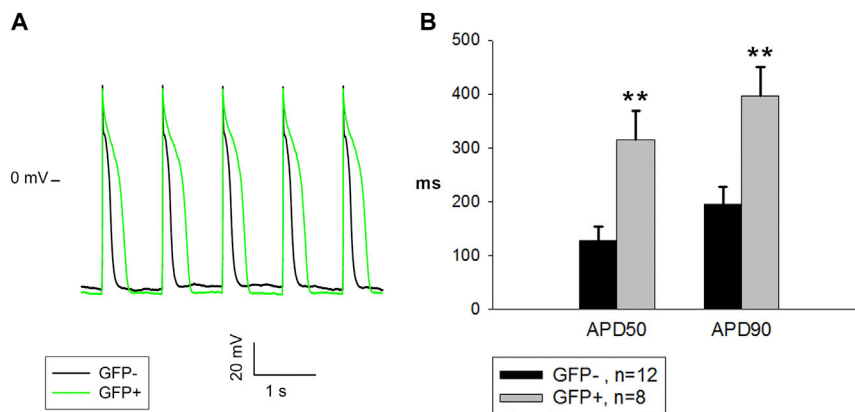 A
0 mV
GFP-
GFP+
20 mV
1 s
B
500
400
300
200
100
0
ms
**
**
APD50
APD90
GFP- , n=12
GFP+, n=8